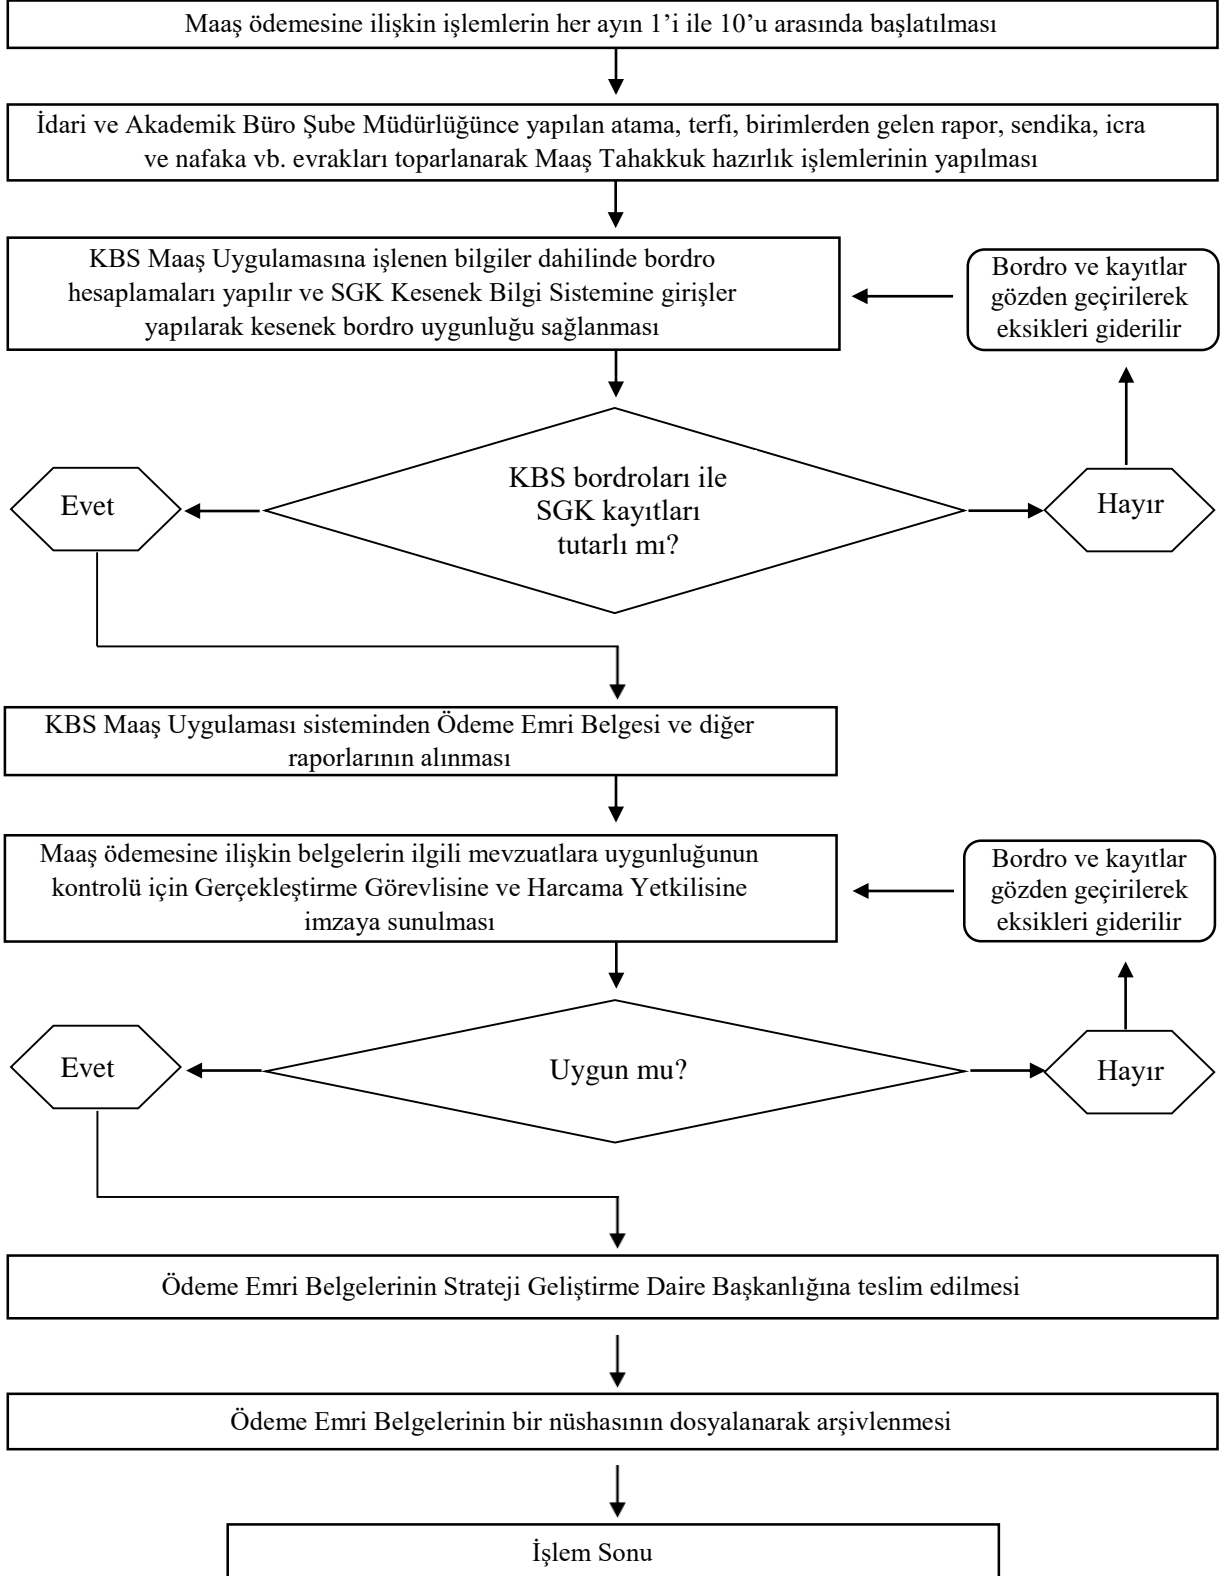 Maaş ödemesine ilişkin işlemlerin her ayın 1’i ile 10’u arasında başlatılması
İdari ve Akademik Büro Şube Müdürlüğünce yapılan atama, terfi, birimlerden gelen rapor, sendika, icra
ve nafaka vb. evrakları toparlanarak Maaş Tahakkuk hazırlık işlemlerinin yapılması
KBS Maaş Uygulamasına işlenen bilgiler dahilinde bordro
hesaplamaları yapılır ve SGK Kesenek Bilgi Sistemine girişler
yapılarak kesenek bordro uygunluğu sağlanması
Bordro ve kayıtlar
gözden geçirilerek
eksikleri giderilir
KBS bordroları ile
SGK kayıtları
tutarlı mı?
Evet
Hayır
KBS Maaş Uygulaması sisteminden Ödeme Emri Belgesi ve diğer
raporlarının alınması
Maaş ödemesine ilişkin belgelerin ilgili mevzuatlara uygunluğunun
kontrolü için Gerçekleştirme Görevlisine ve Harcama Yetkilisine
imzaya sunulması
Bordro ve kayıtlar
gözden geçirilerek
eksikleri giderilir
Evet
Uygun mu?
Hayır
Ödeme Emri Belgelerinin Strateji Geliştirme Daire Başkanlığına teslim edilmesi
Ödeme Emri Belgelerinin bir nüshasının dosyalanarak arşivlenmesi
İşlem Sonu